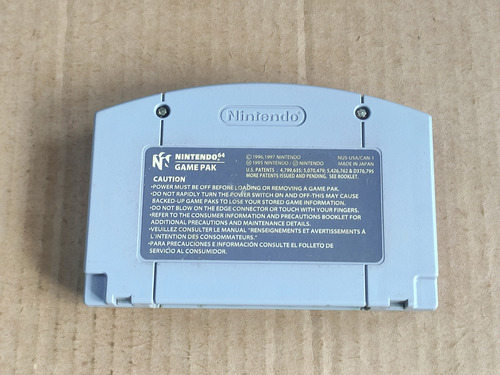 Nintendo®
NINTENDO 64
GAME PAK
© 1996, 1997 NINTENDO
© 1995 NINTENDO / © NINTENDO
NUS-USA/CAN-1
MADE IN JAPAN
U.S. PATENTS : 4,799,635; 5,070,479; 5,426,762 & D376,795
MORE PATENTS ISSUED AND PENDING. SEE BOOKLET.
CAUTION
•POWER MUST BE OFF BEFORE LOADING OR REMOVING A GAME PAK.
•DO NOT RAPIDLY TURN THE POWER SWITCH ON AND OFF-THIS MAY CAUSE
BACKED-UP GAME PAKS TO LOSE YOUR STORED GAME INFORMATION.
•DO NOT BLOW ON THE EDGE CONNECTOR OR TOUCH WITH YOUR FINGERS.
•REFER TO THE CONSUMER INFORMATION AND PRECAUTIONS BOOKLET FOR
ADDITIONAL PRECAUTIONS AND MAINTENANCE DETAILS.
•VEUILLEZ CONSULTER LE MANUEL "RENSEIGNEMENTS ET AVERTISSEMENTS À
L'INTENTION DES CONSOMMATEURS."
•PARA PRECAUCIONES E INFORMACIÓN CONSULTE EL FOLLETO DE
SERVICIO AL CONSUMIDOR.